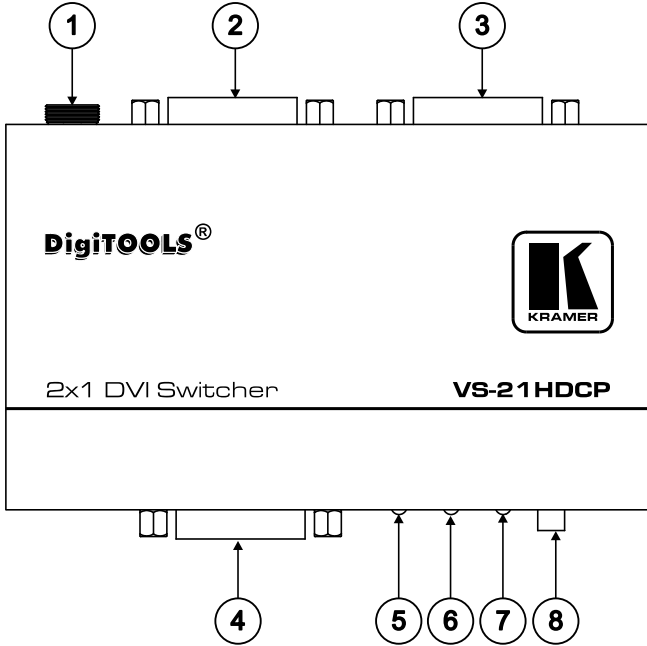 1 2 3
DigiTOOLS®
KRAMER
2x1 DVI Switcher VS-21HDCP
4 5 6 7 8